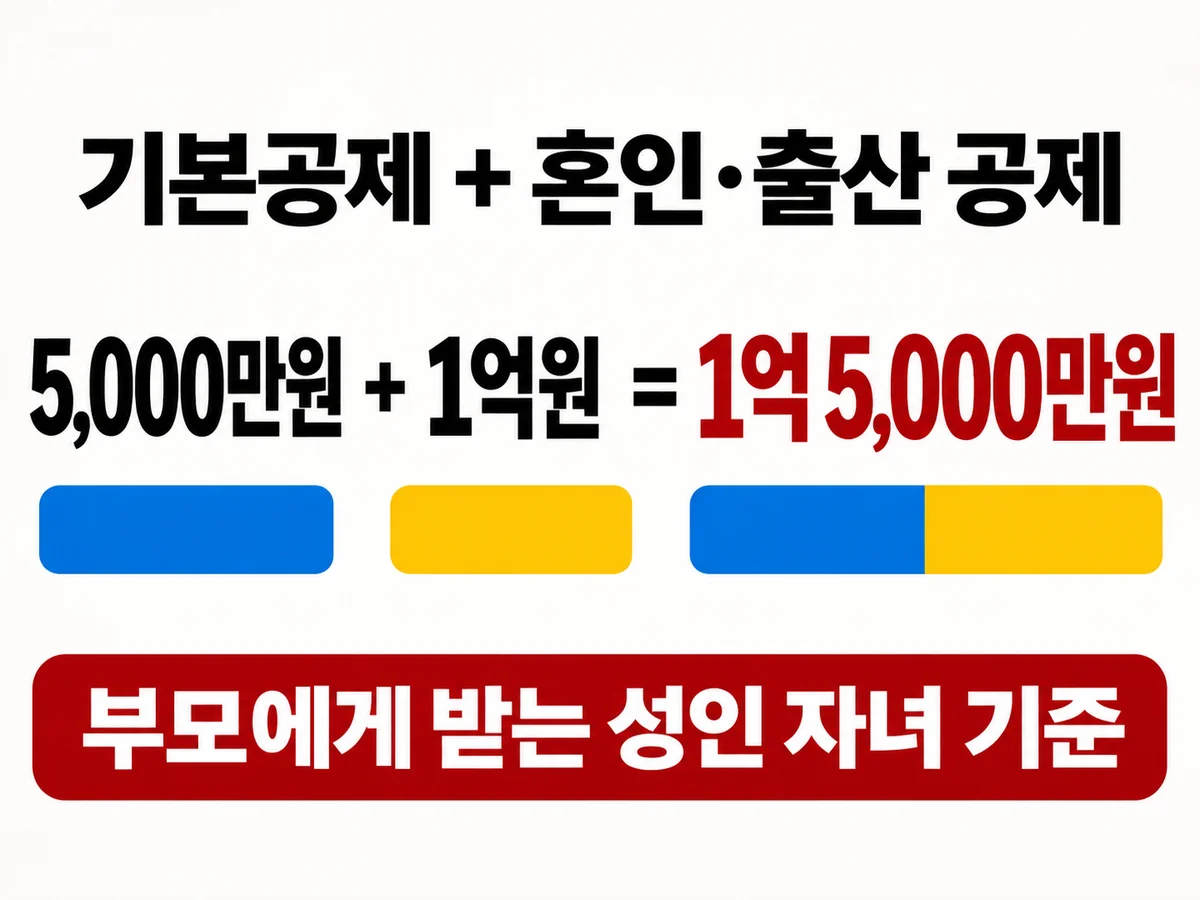 기본공제 + 혼인·출산 공제
5,000만원 + 1억원 = 1억 5,000만원
부모에게 받는 성인 자녀 기준